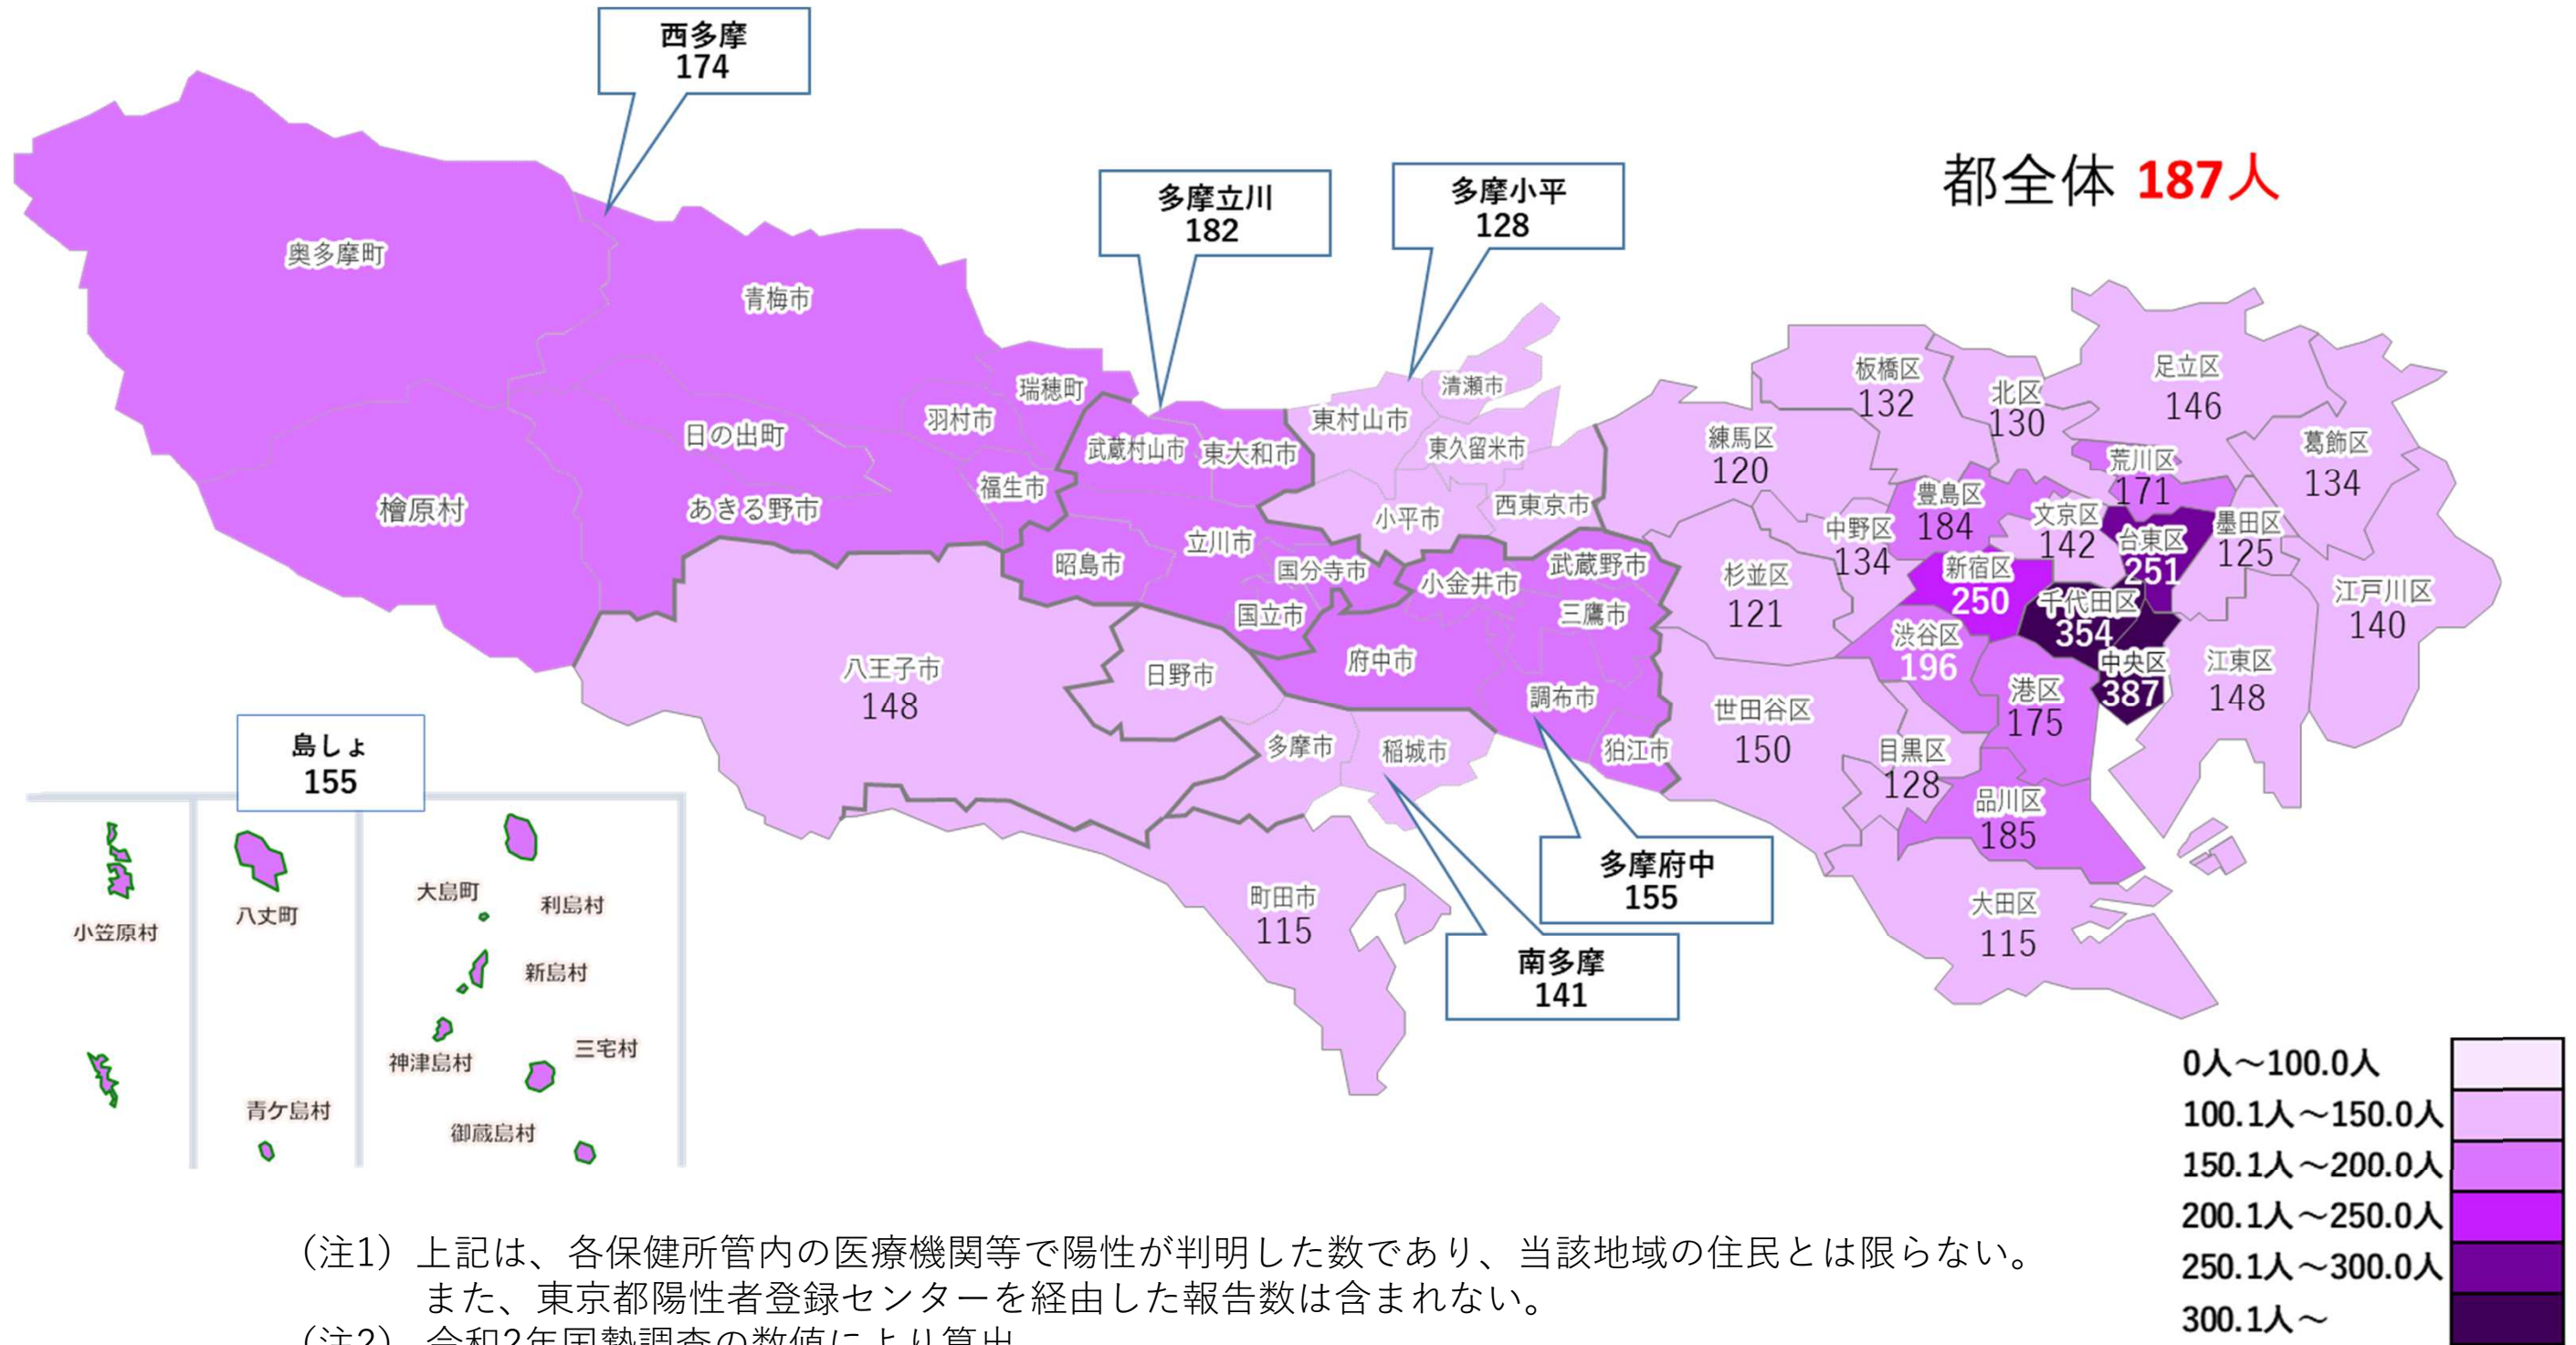 西多摩
174
多摩立川
182
多摩小平
128
都全体 187人
奥多摩町
青梅市
瑞穂町
羽村市
日の出町
福生市
あきる野市
檜原村
武蔵村山市
東大和市
東村山市
清瀬市
東久留米市
小平市
西東京市
昭島市
立川市
国分寺市
国立市
小金井市
武蔵野市
三鷹市
府中市
調布市
狛江市
八王子市
148
日野市
多摩市
稲城市
町田市
115
多摩府中
155
南多摩
141
板橋区
132
北区
130
足立区
146
葛飾区
134
練馬区
120
荒川区
171
豊島区
184
文京区
142
台東区
251
墨田区
125
中野区
134
新宿区
250
杉並区
121
千代田区
354
江戸川区
140
渋谷区
196
中央区
387
江東区
148
港区
175
世田谷区
150
目黒区
128
品川区
185
大田区
115
島しょ
155
小笠原村
八丈町
青ケ島村
大島町
利島村
新島村
神津島村
三宅村
御蔵島村
0人～100.0人
100.1人～150.0人
150.1人～200.0人
200.1人～250.0人
250.1人～300.0人
300.1人～
（注1）上記は、各保健所管内の医療機関等で陽性が判明した数であり、当該地域の住民とは限らない。
また、東京都陽性者登録センターを経由した報告数は含まれない。
（注2） 令和2年国勢調査の数値により算出